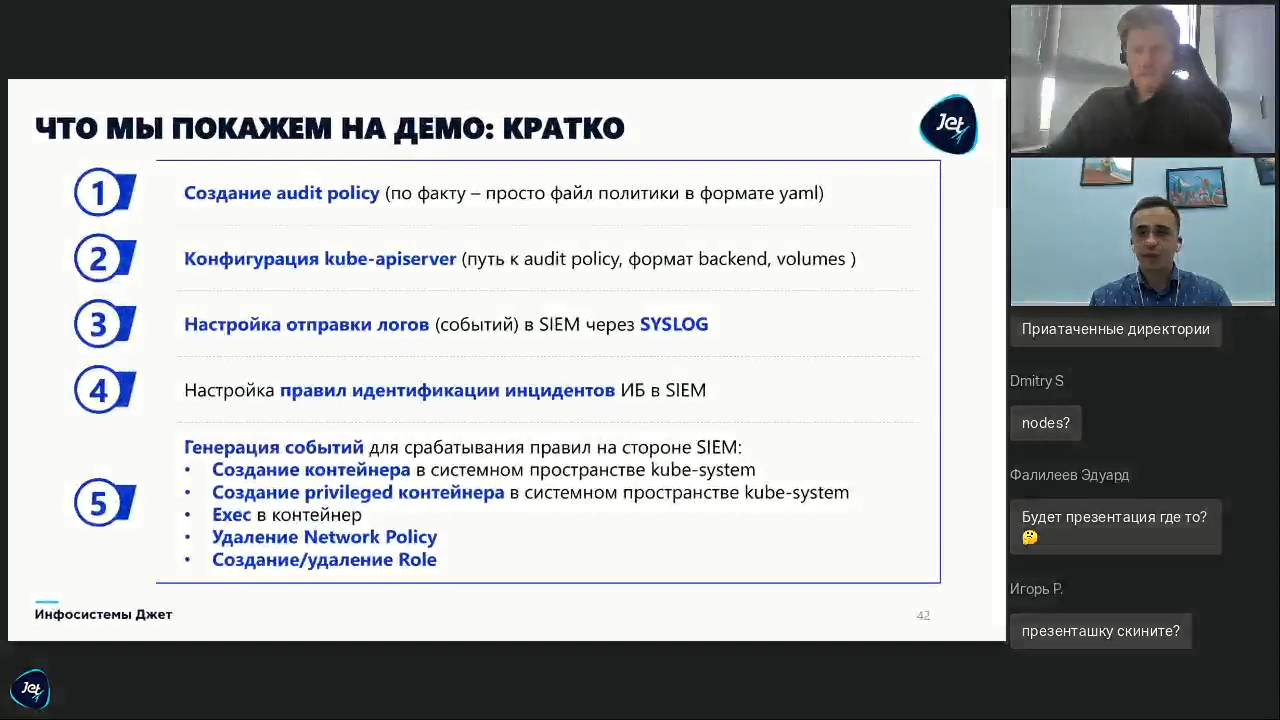 ЧТО МЫ ПОКАЖЕМ НА ДЕМО: КРАТКО
Jet
1
Создание audit policy (по факту – просто файл политики в формате yaml)
2
Конфигурация kube-apiserver (путь к audit policy, формат backend, volumes )
3
Настройка отправки логов (событий) в SIEM через SYSLOG
4
Настройка правил идентификации инцидентов ИБ в SIEM
5
Генерация событий для срабатывания правил на стороне SIEM:
• Создание контейнера в системном пространстве kube-system
• Создание privileged контейнера в системном пространстве kube-system
• Exec в контейнер
• Удаление Network Policy
• Создание/удаление Role
Инфосистемы Джет
42
Jet
Приатаченные директории
Dmitry S
nodes?
Фалилеев Эдуард
Будет презентация где то?
🤔
Игорь Р.
презенташку скините?